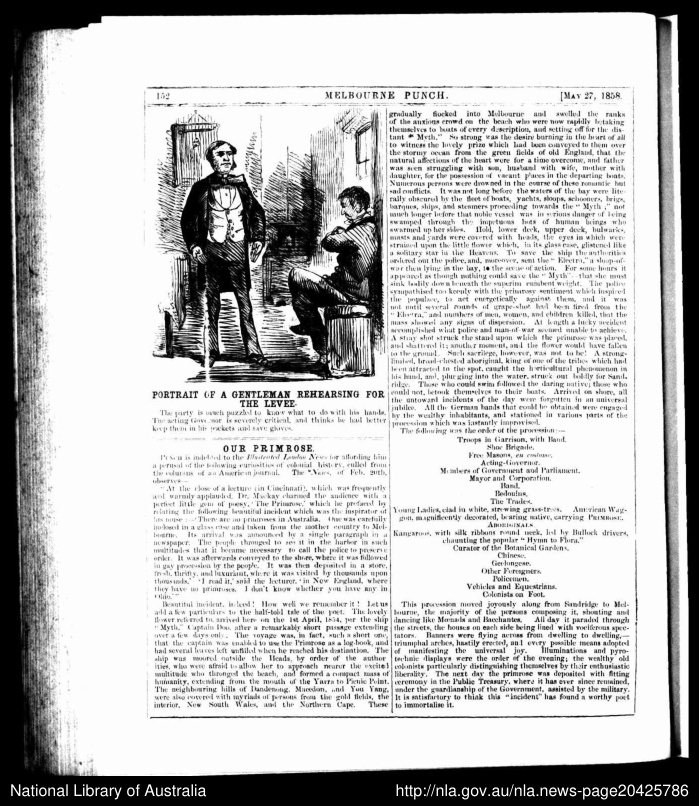 152
MELBOURNE PUNCH.
[MAY 27, 1858.
PORTRAIT OF A GENTLEMAN REHEARSING FOR
THE LEVEE.
The party is much puzzled to know what to do with his hands.
The acting Governor is severely critical, and thinks he had better
keep them in his pockets and save gloves.
OUR PRIMROSE.
PUNCH is indebted to the Illustrated London News for affording him
a perusal of the following curiosities of colonial history, culled from
the columns of an American journal. The News, of Feb. 20th,
observes—
"At the close of a lecture (in Cincinnati), which was frequently
and warmly applauded, Dr. Mackay charmed the audience with a
perfect little gem of poesy, 'The Primrose,' which he prefaced by
relating the following beautiful incident which was the inspirator of
his muse :—'There are no primroses in Australia. One was carefully
inclosed in a glass case and taken from the mother country to Mel-
bourne. Its arrival was announced by a single paragraph in a
newspaper. The people thronged to see it in the harbor in such
multitudes that it became necessary to call the police to preserve
order. It was afterwards conveyed to the shore, where it was followed
in gay procession by the people. It was then deposited in a store,
fresh, thrifty, and luxuriant, where it was visited by thousands upon
thousands.' 'I read it,' said the lecturer, 'in New England, where
they have no primroses. I don't know whether you have any in
Ohio.'"
Beautiful incident, indeed! How well we remember it! Let us
add a few particulars to the half-told tale of the poet. The lovely
flower referred to, arrived here on the 1st April, 1854, per the ship
"Myth," Captain Doo, after a remarkably short passage extending
over a few days only. The voyage was, in fact, such a short one,
that the captain was enabled to use the Primrose as a log-book, and
had several leaves left unfilled when he reached his destination. The
ship was moored outside the Heads, by order of the author-
ities, who were afraid to allow her to approach nearer the excited
multitude who thronged the beach, and formed a compact mass of
humanity, extending from the mouth of the Yarra to Picnic Point.
The neighbouring hills of Dandenong, Macedon, and You Yang,
were also covered with myriads of persons from the gold fields, the
interior, New South Wales, and the Northern Cape. These
gradually flocked into Melbourne and swelled the ranks
of the anxious crowd on the beach who were now rapidly betaking
themselves to boats of every description, and setting off for the dis-
tant "Myth." So strong was the desire burning in the heart of all
to witness the lovely prize which had been conveyed to them over
the stormy ocean from the green fields of old England, that the
natural affections of the heart were for a time overcome, and father
was seen struggling with son, husband with wife, mother with
daughter, for the possession of vacant places in the departing boats.
Numerous persons were drowned in the course of these romantic but
sad conflicts. It was not long before the waters of the bay were lite-
rally obscured by the fleet of boats, yachts, sloops, schooners, brigs,
barques, ships, and steamers proceeding towards the "Myth;" nor
much longer before that noble vessel was in serious danger of being
swamped through the impetuous hots of human beings who
swarmed up her sides. Hold, lower deck, upper deck, bulwarks,
masts and yards were covered with heads, the eyes in which were
strained upon the little flower which, in its glass case, glistened like
a solitary star in the Heavens. To save the ship the authorities
ordered out the police, and, moreover, sent the "Electra," a sloop-of-
war then lying in the bay, to the scene of action. For some hours it
appeared as though nothing could save the "Myth"—that she must
sink bodily down beneath the superincumbent weight. The police
sympathised too keenly with the primrosy sentiment which inspired
the populace, to act energetically against them, and it was
not until several rounds of grape-shot had been fired from the
"Electra," and numbers of men, women, and children killed, that the
mass showed any signs of dispersion. At length a lucky accident
accomplished what police and man-of-war seemed unable to achieve.
A stray shot struck the stand upon which the primrose was placed,
and shattered it; another moment, and the flower would have fallen
to the ground. Such sacrilege, however, was not to be! A strong-
limbed, broad-chested aboriginal, king of one of the tribes which had
been attracted to the spot, caught the horticultural phenomenon in
his hand, and, plunging into the water, struck out boldly for Sand-
ridge. Those who could swim followed the daring native; those who
could not, betook themselves to their boats. Arrived on shore, all
the untoward incidents of the day were forgotten in an universal
jubilee. All the German bands that could be obtained were engaged
by the wealthy inhabitants, and stationed in various parts of the
procession which was instantly improvised.
The following was the order of the procession:—
Troops in Garrison, with Band.
Shoe Brigade.
Free Masons, en costume.
Acting-Governor.
Members of Government and Parliament.
Mayor and Corporation.
Band.
Bedouins.
The Trades.
Young Ladies, clad in white, strewing grass-trees. American Wag-
gon, magnificently decorated, bearing native, carrying PRIMROSE.
ABORIGINALS.
Kangaroos, with silk ribbons round neck, led by Bullock drivers,
chaunting the popular "Hymn to Flora."
Curator of the Botanical Gardens.
Chinese.
Geelongese.
Other Foreigners.
Policemen.
Vehicles and Equestrians.
Colonists on Foot.
This procession moved joyously along from Sandridge to Mel-
bourne, the majority of the persons composing it, shouting and
dancing like Mœnads and Bacchantes. All day it paraded through
the streets, the houses on each side being lined with vociferous spec-
tators. Banners were flying across from dwelling to dwelling,—
triumphal arches, hastily erected, and every possible means adopted
of manifesting the universal joy. Illuminations and pyro-
technic displays were the order of the evening; the wealthy old
colonists particularly distinguishing themselves by their enthusiastic
liberality. The next day the primrose was deposited with fitting
ceremony in the Public Treasury, where it has ever since remained,
under the guardianship of the Government, assisted by the military.
It is satisfactory to think this "incident" has found a worthy poet
to immortalise it.
National Library of Australia
http://nla.gov.au/nla.news-page20425786